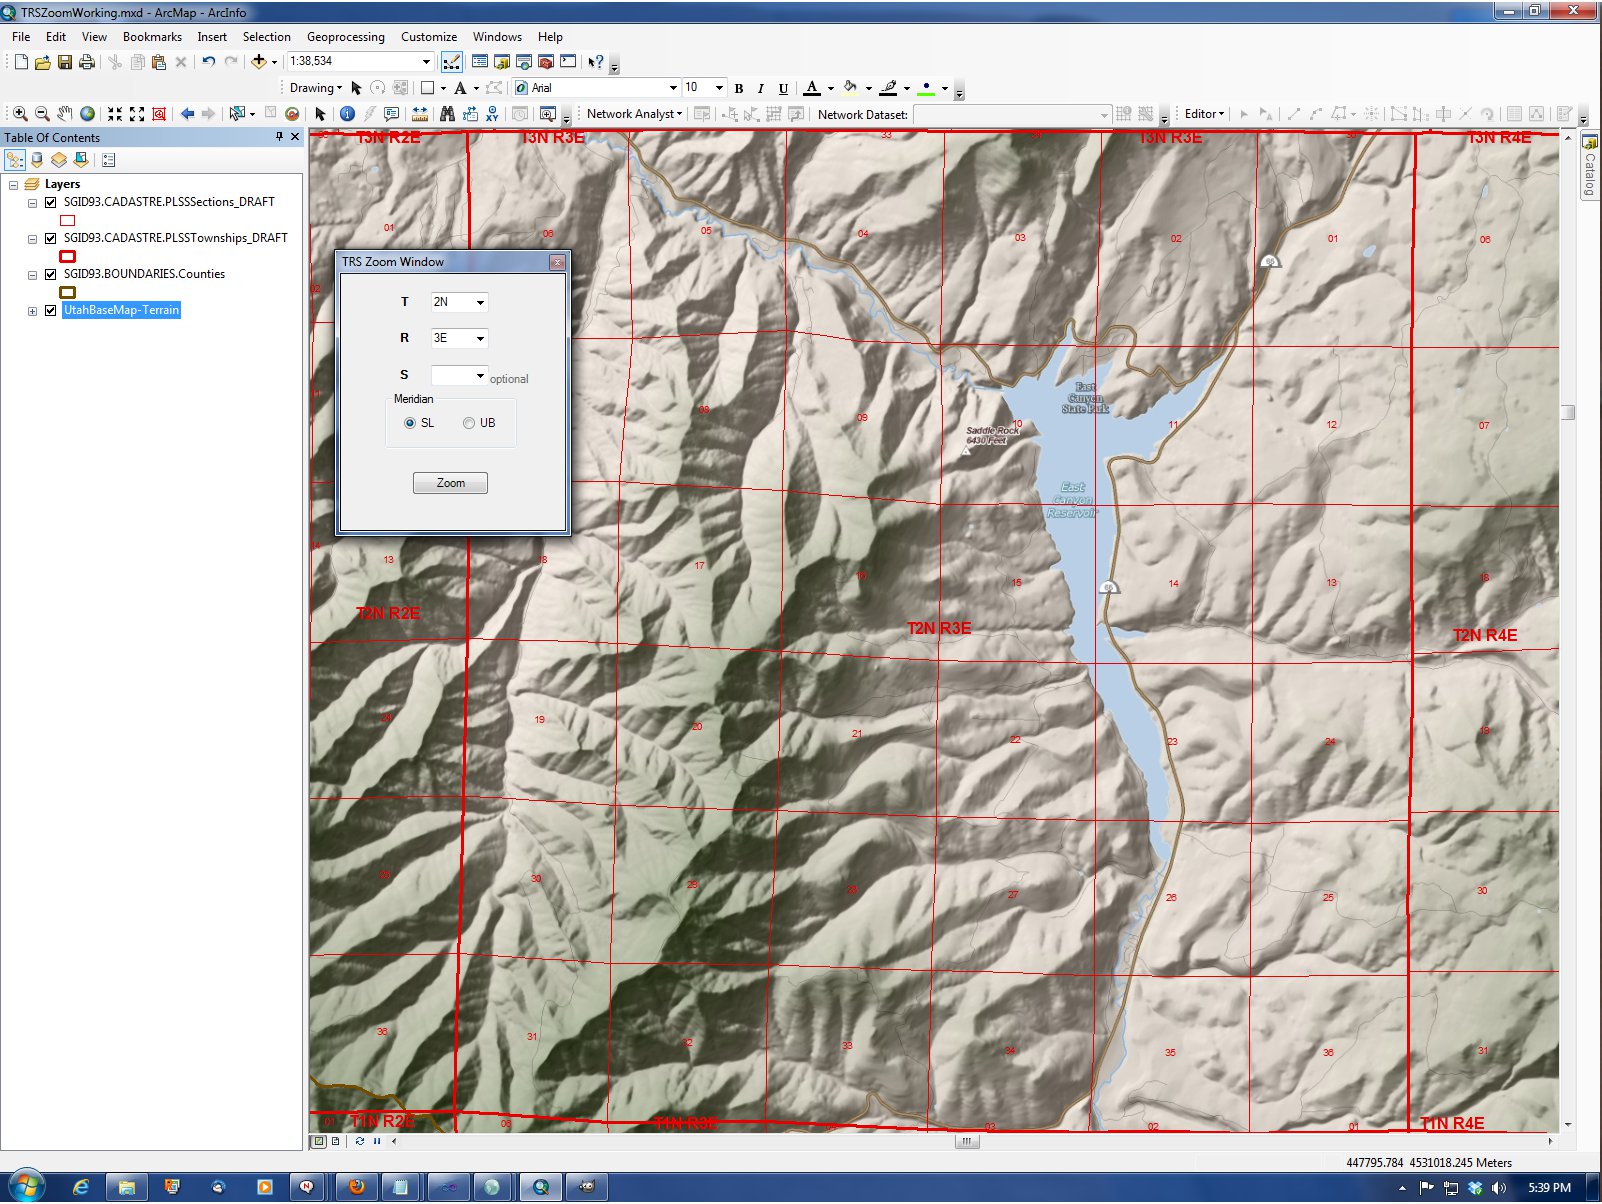 TRSZoomWorking.mxd - ArcMap - ArcInfo
File Edit View Bookmarks Insert Selection Geoprocessing Customize Windows Help
1:38,534
Drawing Arial 10 B I U A
Network Analyst Network Dataset: Editor
Table Of Contents
Layers
SGID93.CADASTRE.PLSSSections_DRAFT
SGID93.CADASTRE.PLSSTownships_DRAFT
SGID93.BOUNDARIES.Counties
UtahBaseMap-Terrain
Catalog
TRS Zoom Window
T 2N
R 3E
S optional
Meridian
SL UB
Zoom
T3N R2E T3N R3E T3N R3E T3N R4E
33
01 06 05 04 03 01 06
65
02
East
Canyon
State Park
08 09 10 11 12 07
Saddle Rock
6430 Feet
East
Canyon
Reservoir
13 18 17 16 15 14 13 18
65
T2N R2E T2N R3E T2N R4E
24 19 20 21 22 23 24 19
25 30 29 28 27 26 25 30
36 31 32 33 34 35 36 31
T1N R2E T1N R3E T1N R4E
01 06 04 02 01
447795.784 4531018.245 Meters
5:39 PM